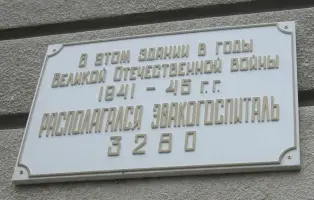 В ЭТОМ ЗДАНИИ В ГОДЫ
ВЕЛИКОЙ ОТЕЧЕСТВЕННОЙ ВОЙНЫ
1941 - 45 Г.Г.
РАСПОЛАГАЛСЯ ЭВАКОГОСПИТАЛЬ
3280